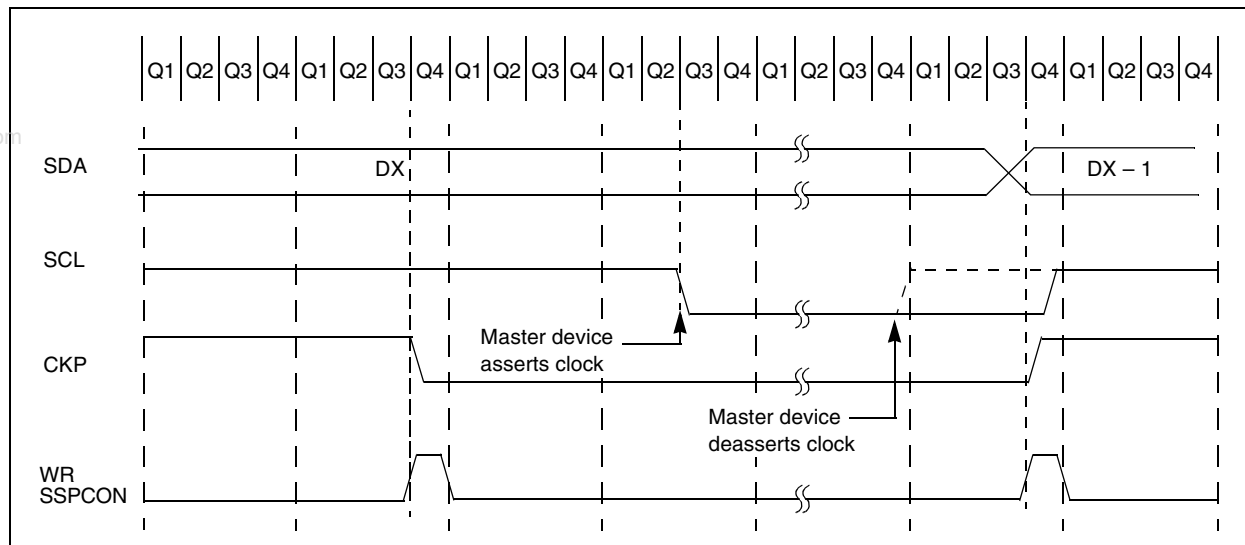 Q1 Q2 Q3 Q4 Q1 Q2 Q3 Q4 Q1 Q2 Q3 Q4 Q1 Q2 Q3 Q4 Q1 Q2 Q3 Q4 Q1 Q2 Q3 Q4 Q1 Q2 Q3 Q4
om
SDA
DX
DX – 1
SCL
Master device
asserts clock
CKP
Master device
deasserts clock
WR
SSPCON